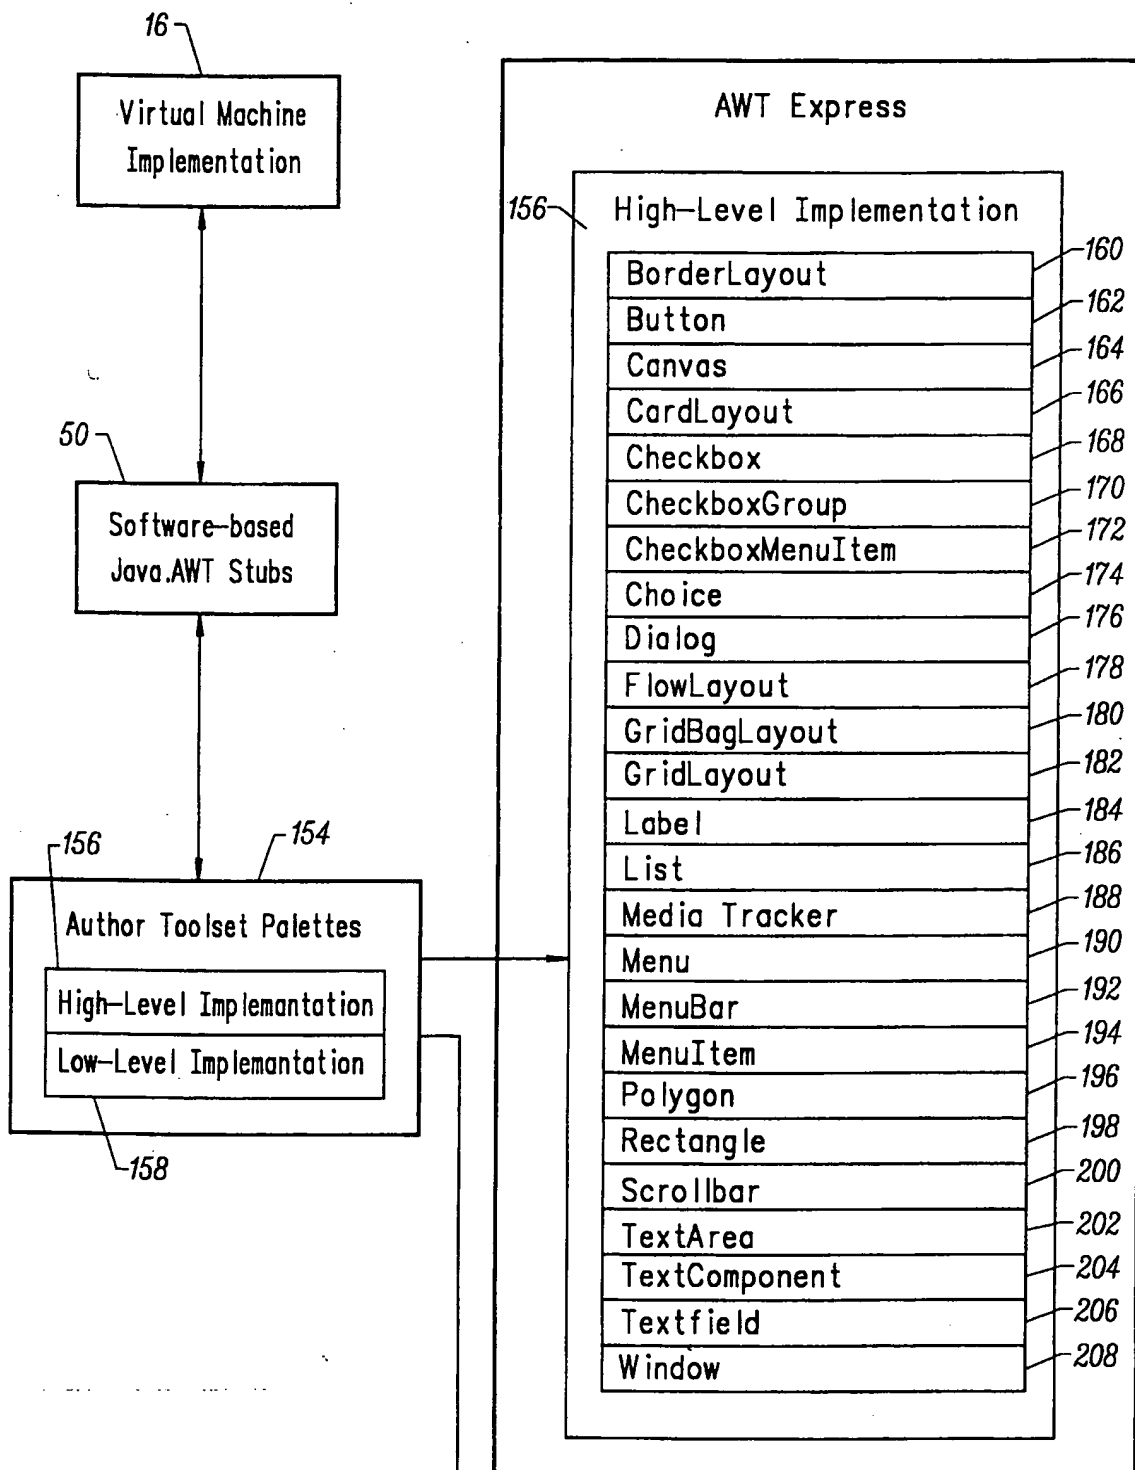 16
Virtual Machine
Implementation
50
Software-based
Java.AWT Stubs
154
156
Author Toolset Palettes
High-Level Implemantation
Low-Level Implemantation
158
AWT Express
156
High-Level Implementation
BorderLayout 160
Button 162
Canvas 164
CardLayout 166
Checkbox 168
CheckboxGroup 170
CheckboxMenuItem 172
Choice 174
Dialog 176
FlowLayout 178
GridBagLayout 180
GridLayout 182
Label 184
List 186
Media Tracker 188
Menu 190
MenuBar 192
MenuItem 194
Polygon 196
Rectangle 198
Scrollbar 200
TextArea 202
TextComponent 204
Textfield 206
Window 208